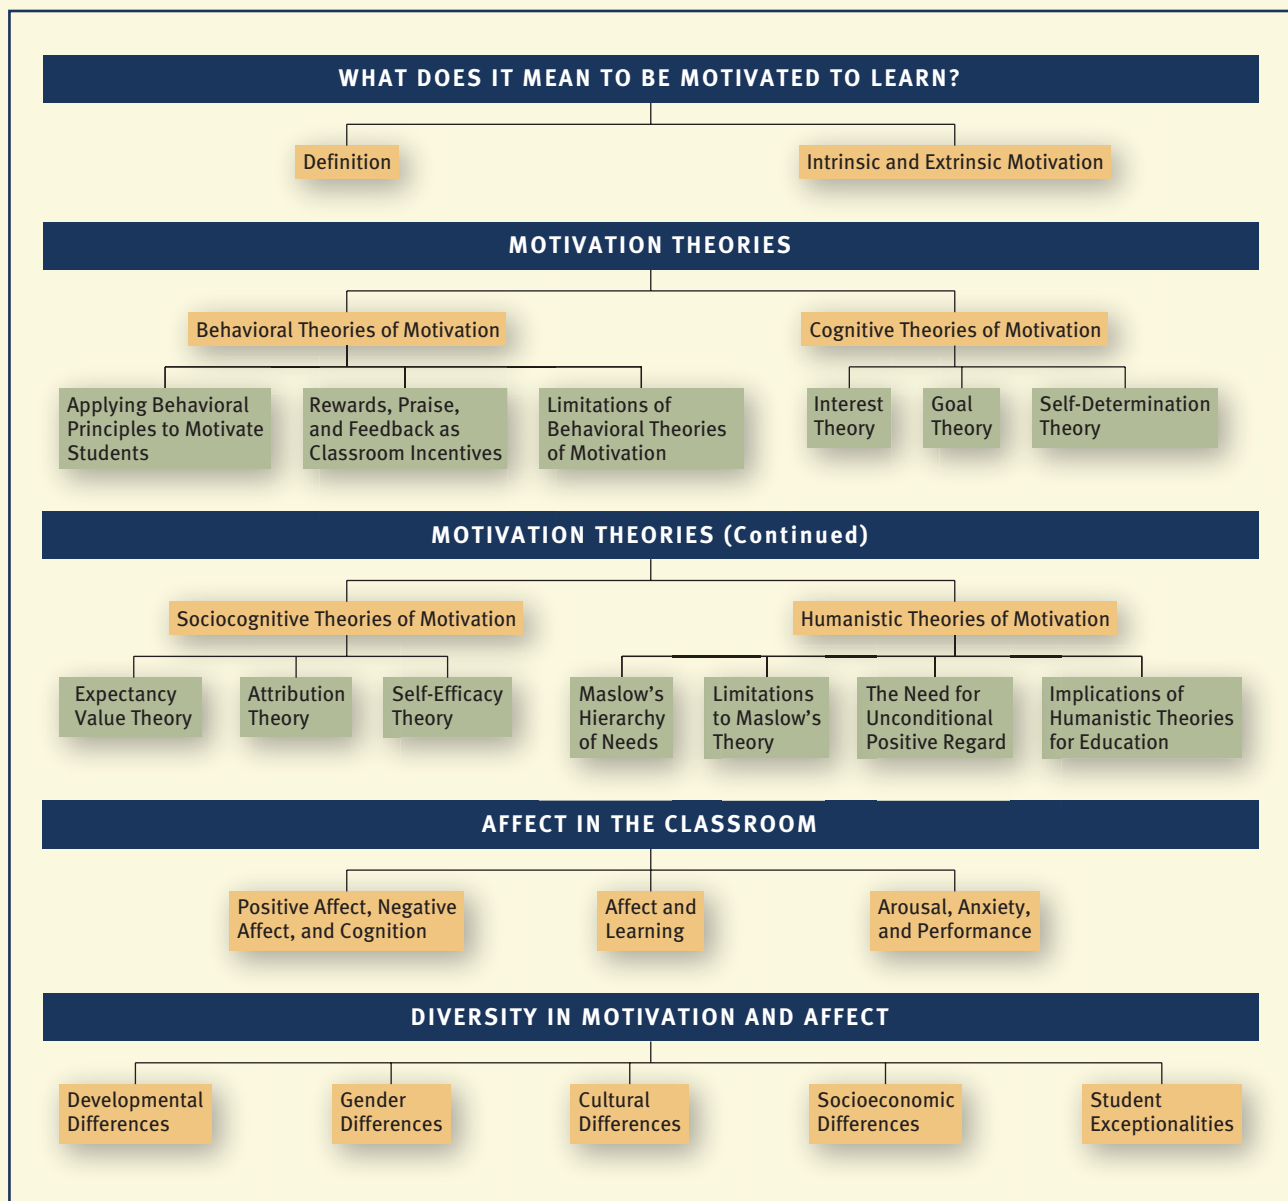 WHAT DOES IT MEAN TO BE MOTIVATED TO LEARN?
Definition
Intrinsic and Extrinsic Motivation
MOTIVATION THEORIES
Behavioral Theories of Motivation
Cognitive Theories of Motivation
Applying Behavioral
Principles to Motivate
Students
Rewards, Praise,
and Feedback as
Classroom Incentives
Limitations of
Behavioral Theories
of Motivation
Interest
Theory
Goal
Theory
Self-Determination
Theory
MOTIVATION THEORIES (Continued)
Sociocognitive Theories of Motivation
Humanistic Theories of Motivation
Expectancy
Value Theory
Attribution
Theory
Self-Efficacy
Theory
Maslow’s
Hierarchy
of Needs
Limitations
to Maslow’s
Theory
The Need for
Unconditional
Positive Regard
Implications of
Humanistic Theories
for Education
AFFECT IN THE CLASSROOM
Positive Affect, Negative
Affect, and Cognition
Affect and
Learning
Arousal, Anxiety,
and Performance
DIVERSITY IN MOTIVATION AND AFFECT
Developmental
Differences
Gender
Differences
Cultural
Differences
Socioeconomic
Differences
Student
Exceptionalities